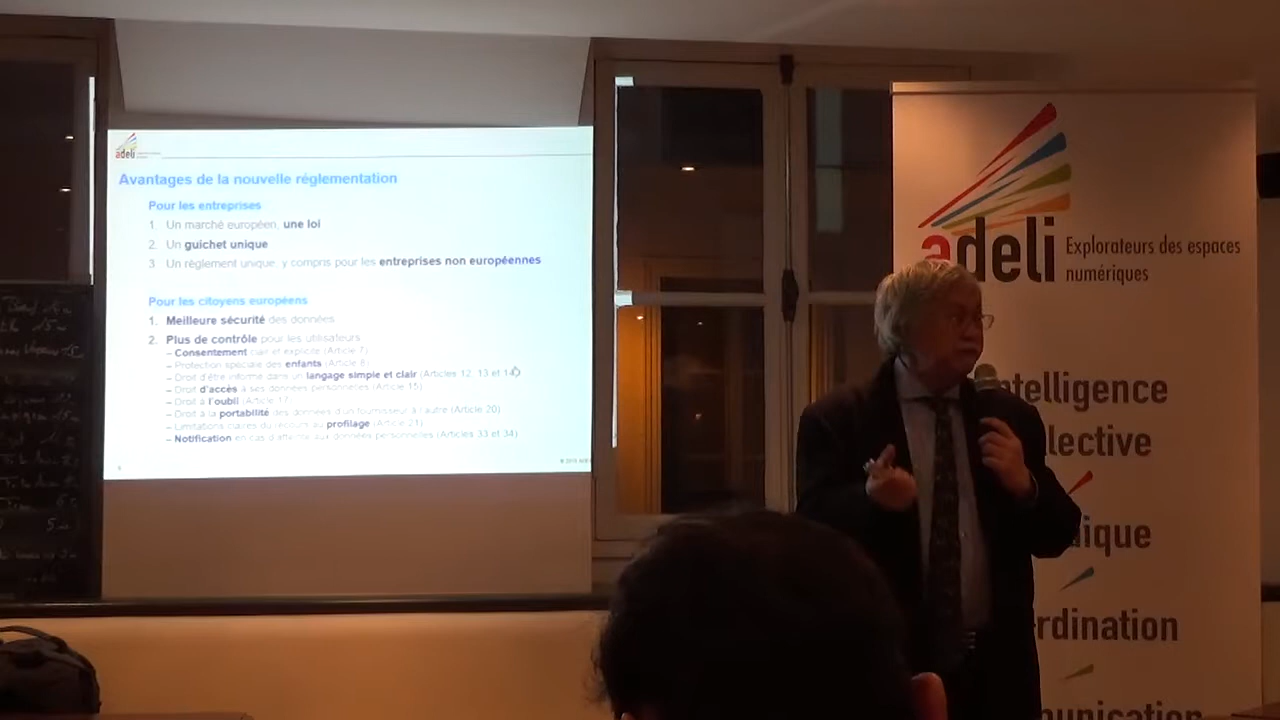 adeli
Avantages de la nouvelle réglementation
Pour les entreprises
1. Un marché européen, une loi
2. Un guichet unique
3. Un règlement unique, y compris pour les entreprises non européennes
Pour les citoyens européens
1. Meilleure sécurité des données
2. Plus de contrôle pour les utilisateurs
– Consentement clair et explicite (Article 7)
– Protection spéciale des enfants (Article 8)
– Droit d'être informé dans un langage simple et clair (Articles 12, 13 et 14)
– Droit d'accès à ses données personnelles (Article 15)
– Droit à l'oubli (Article 17
– Droit à la portabilité des données d'un fournisseur à l'autre (Article 20)
– Limitations claires du recours au profilage (Article 21)
– Notification en cas d'atteinte aux données personnelles (Articles 33 et 34)
adeli Explorateurs des espaces
numériques
ntelligence
lective
ique
rdination
munication